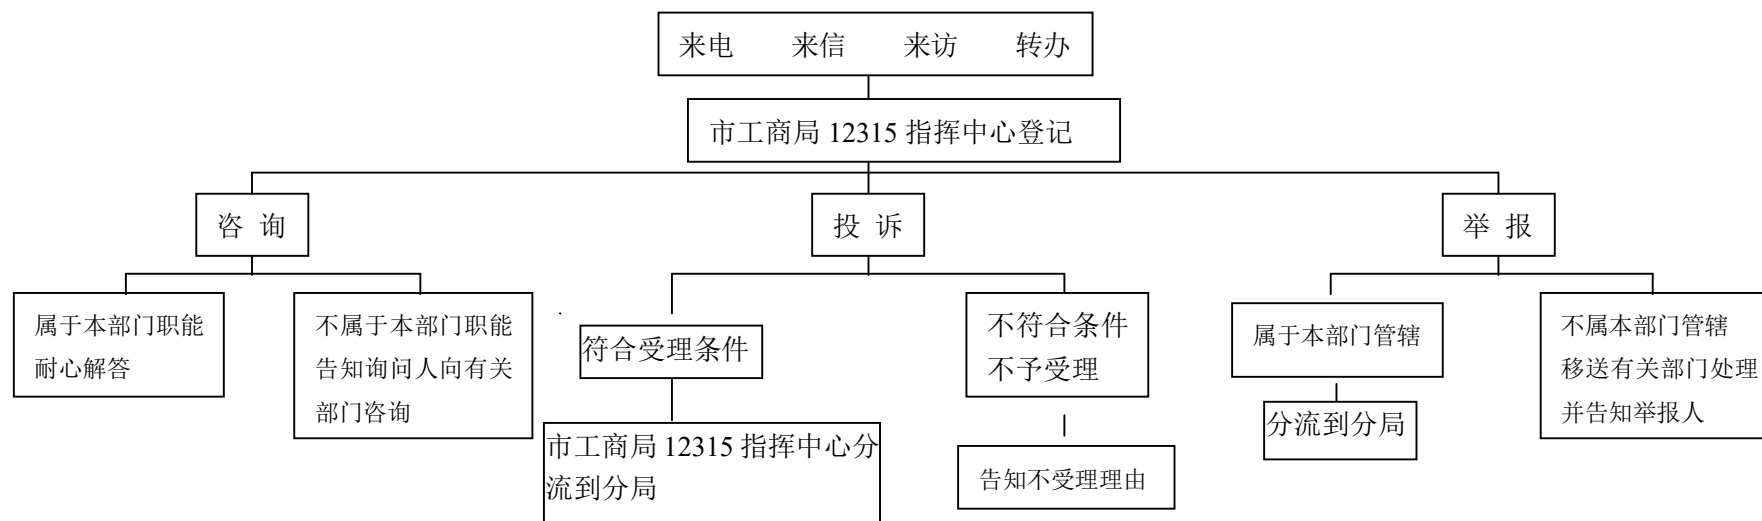 来电 来信 来访 转办
市工商局 12315 指挥中心登记
咨 询
投 诉
举 报
属于本部门职能
耐心解答
不属于本部门职能
告知询问人向有关
部门咨询
符合受理条件
市工商局 12315 指挥中心分
流到分局
不符合条件
不予受理
告知不受理理由
属于本部门管辖
分流到分局
不属本部门管辖
移送有关部门处理
并告知举报人